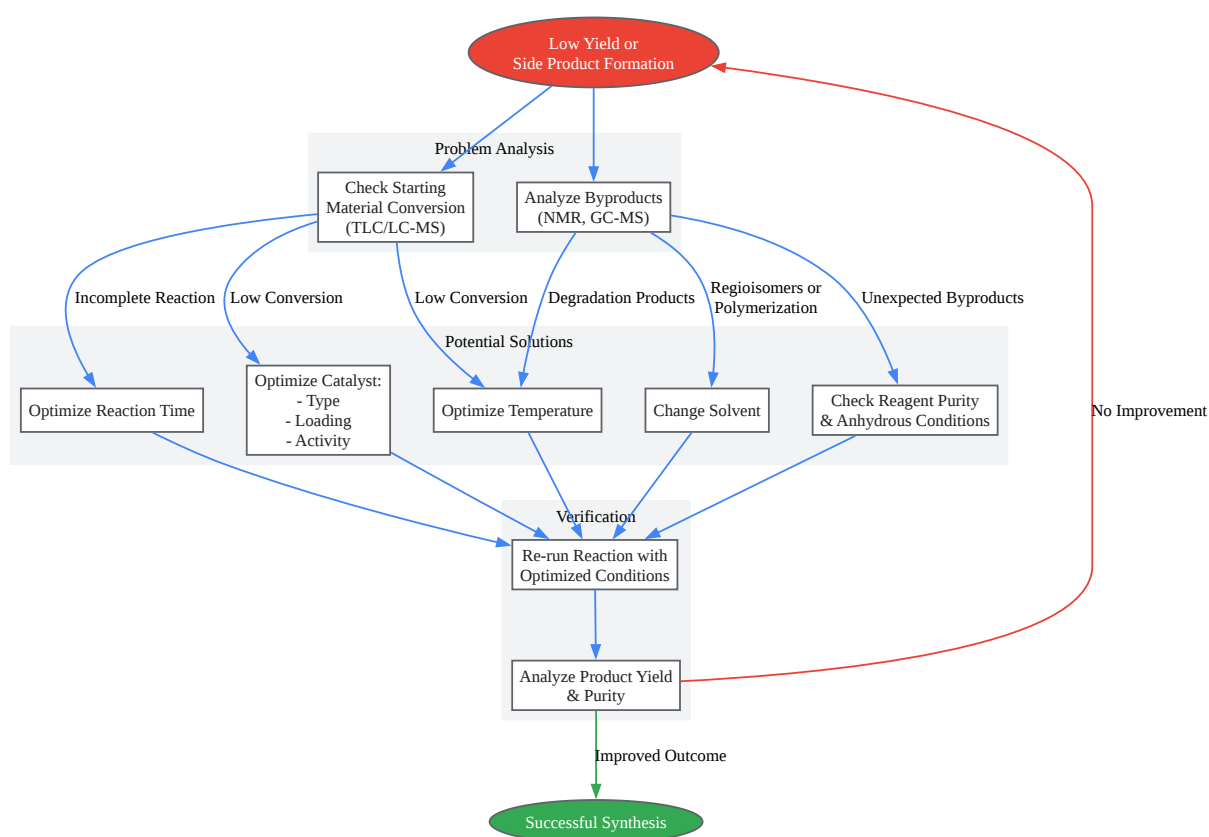 Low Yield or
Side Product Formation
Problem Analysis
Check Starting
Material Conversion
(TLC/LC-MS)
Analyze Byproducts
(NMR, GC-MS)
Incomplete Reaction
Low Conversion
Low Conversion
Degradation Products
Regioisomers or
Polymerization
Unexpected Byproducts
Potential Solutions
Optimize Reaction Time
Optimize Catalyst:
- Type
- Loading
- Activity
Optimize Temperature
Change Solvent
Check Reagent Purity
& Anhydrous Conditions
No Improvement
Verification
Re-run Reaction with
Optimized Conditions
Analyze Product Yield
& Purity
Improved Outcome
Successful Synthesis